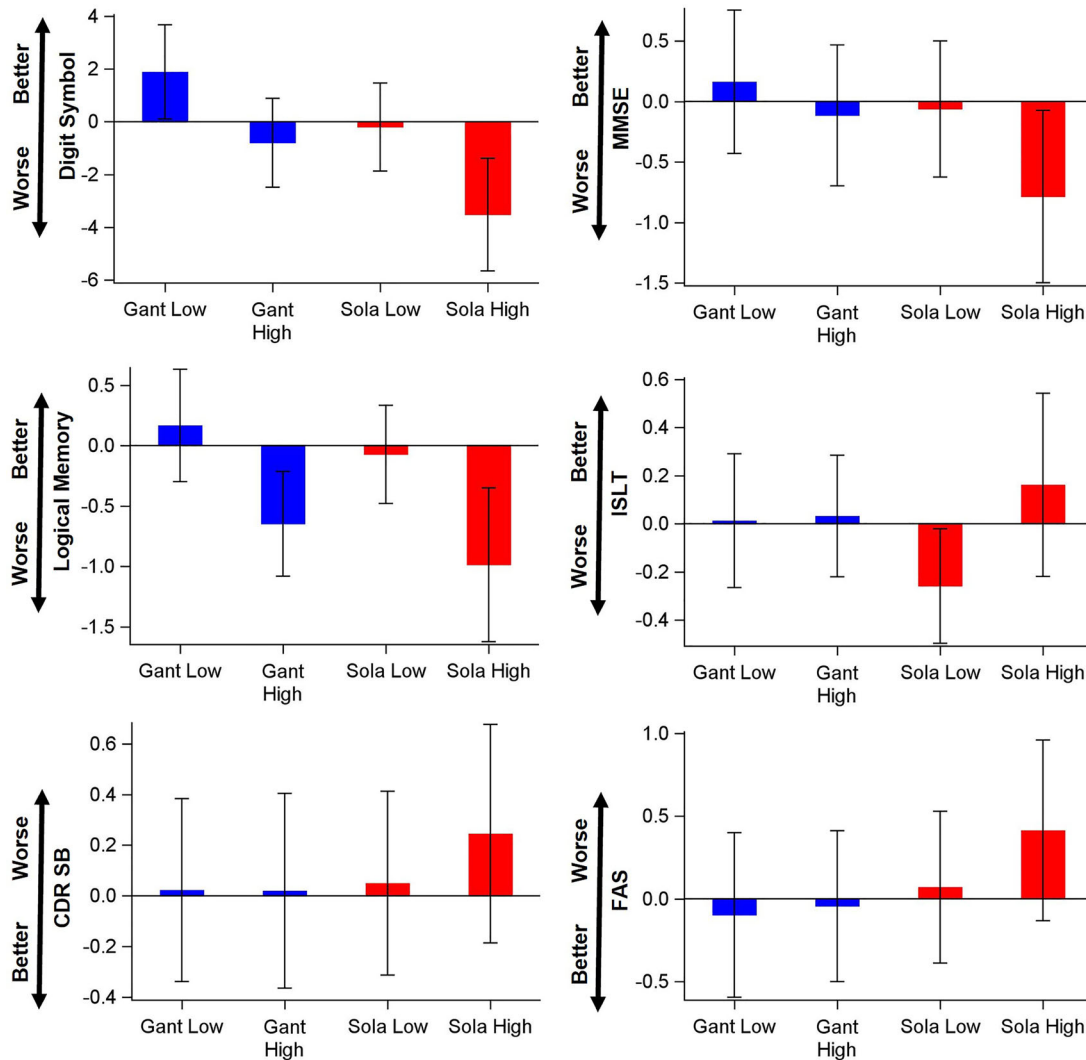 Better
Worse
Digit Symbol
4
2
0
-2
-4
-6
Gant Low
Gant
High
Sola Low
Sola High
Better
Worse
MMSE
0.5
0.0
-0.5
-1.0
-1.5
Gant Low
Gant
High
Sola Low
Sola High
Better
Worse
Logical Memory
0.5
0.0
-0.5
-1.0
-1.5
Gant Low
Gant
High
Sola Low
Sola High
Better
Worse
ISLT
0.6
0.4
0.2
0.0
-0.2
-0.4
Gant Low
Gant
High
Sola Low
Sola High
Worse
Better
CDR SB
0.6
0.4
0.2
0.0
-0.2
-0.4
Gant Low
Gant
High
Sola Low
Sola High
Worse
Better
FAS
1.0
0.5
0.0
-0.5
Gant Low
Gant
High
Sola Low
Sola High